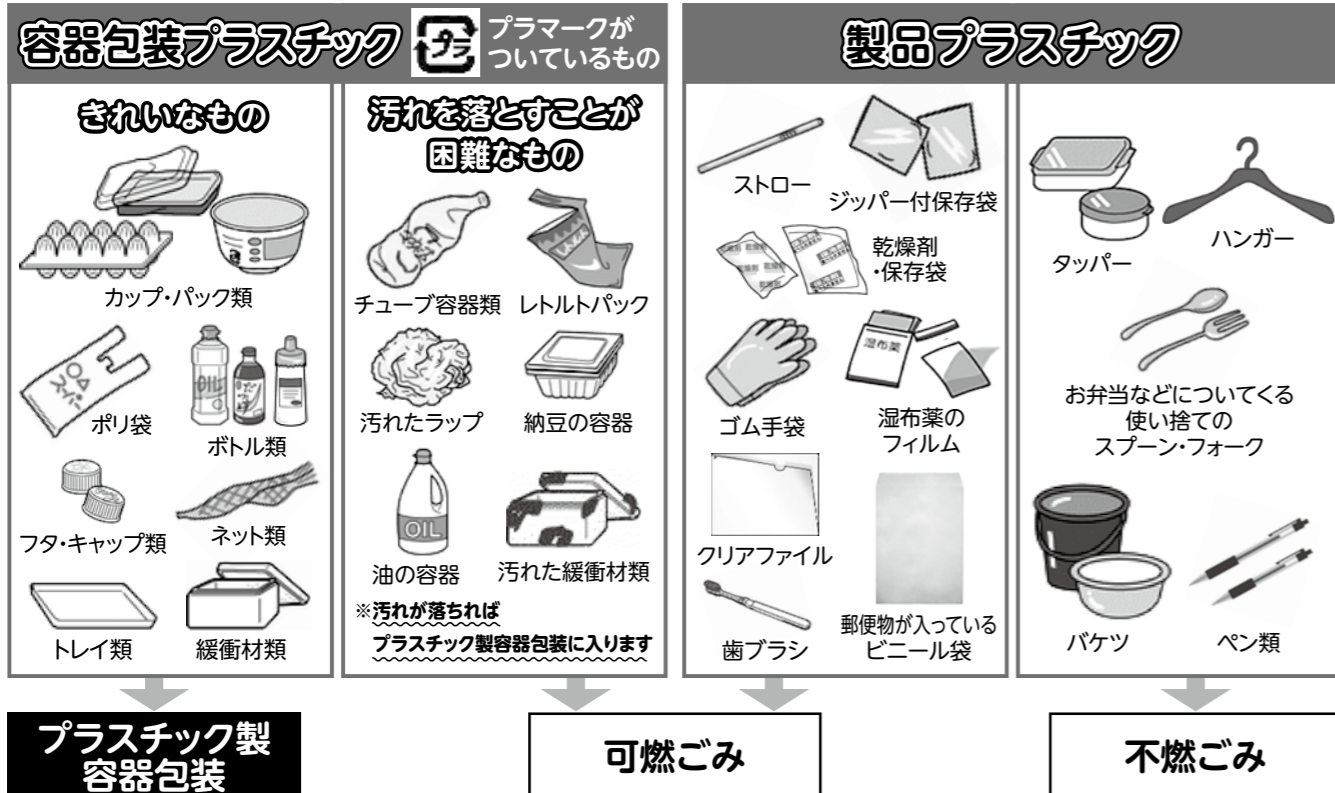 容器包装プラスチック
プラ
プラマークが
ついているもの
きれいなもの
カップ・パック類
○△
スーパー
ポリ袋
OIL
ボトル類
フタ・キャップ類
ネット類
トレイ類
緩衝材類
汚れを落とすことが
困難なもの
チューブ容器類
レトルトパック
汚れたラップ
納豆の容器
OIL
油の容器
汚れた緩衝材類
※汚れが落ちれば
プラスチック製容器包装に入ります
製品プラスチック
ストロー
ジッパー付保存袋
乾燥剤
・保存袋
ゴム手袋
湿布薬
湿布薬の
フィルム
クリアファイル
歯ブラシ
郵便物が入っている
ビニール袋
タッパー
ハンガー
お弁当などについてくる
使い捨ての
スプーン・フォーク
バケツ
ペン類
プラスチック製
容器包装
可燃ごみ
不燃ごみ